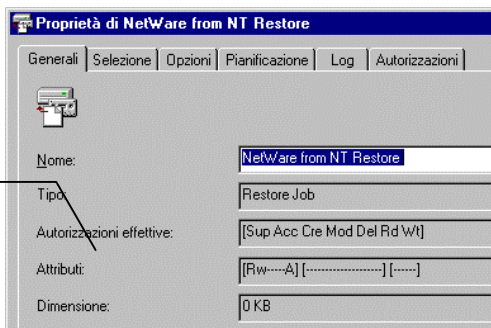 Proprietà di NetWare from NT Restore
Generali Selezione Opzioni Pianificazione Log Autorizzazioni
Nome: NetWare from NT Restore
Tipo: Restore Job
Autorizzazioni effettive: [Sup Acc Cre Mod Del Rd Wt]
Attributi: [Rw-----A] [--------------------] [------]
Dimensione: 0 KB